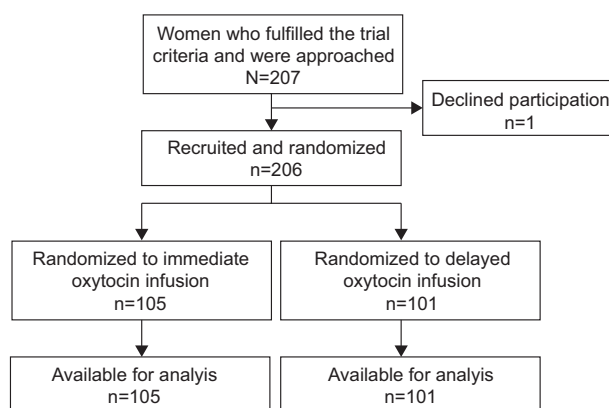 Women who fulfilled the trial
criteria and were approached
N=207
Declined participation
n=1
Recruited and randomized
n=206
Randomized to immediate
oxytocin infusion
n=105
Randomized to delayed
oxytocin infusion
n=101
Available for analyis
n=105
Available for analyis
n=101